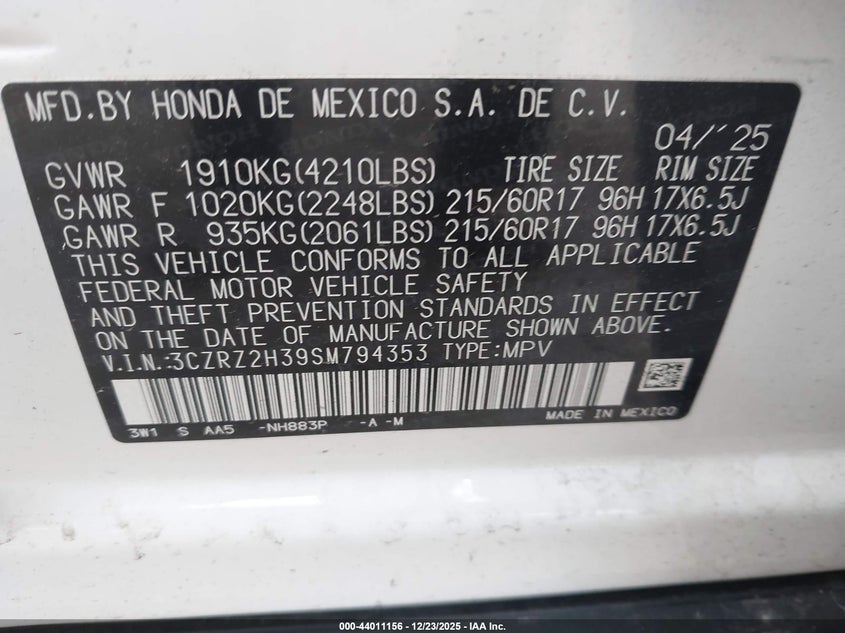 MFD.BY HONDA DE MEXICO S.A. DE C.V.
04/'25
GVWR 1910KG(4210LBS) TIRE SIZE RIM SIZE
GAWR F 1020KG(2248LBS) 215/60R17 96H 17X6.5J
GAWR R 935KG(2061LBS) 215/60R17 96H 17X6.5J
THIS VEHICLE CONFORMS TO ALL APPLICABLE
FEDERAL MOTOR VEHICLE SAFETY
AND THEFT PREVENTION STANDARDS IN EFFECT
ON THE DATE OF MANUFACTURE SHOWN ABOVE.
V.I.N.:3CZRZ2H39SM794353 TYPE:MPV
3W1 S AA5 -NH883P -A -M
MADE IN MEXICO
000-44011156 - 12/23/2025 - IAA Inc.